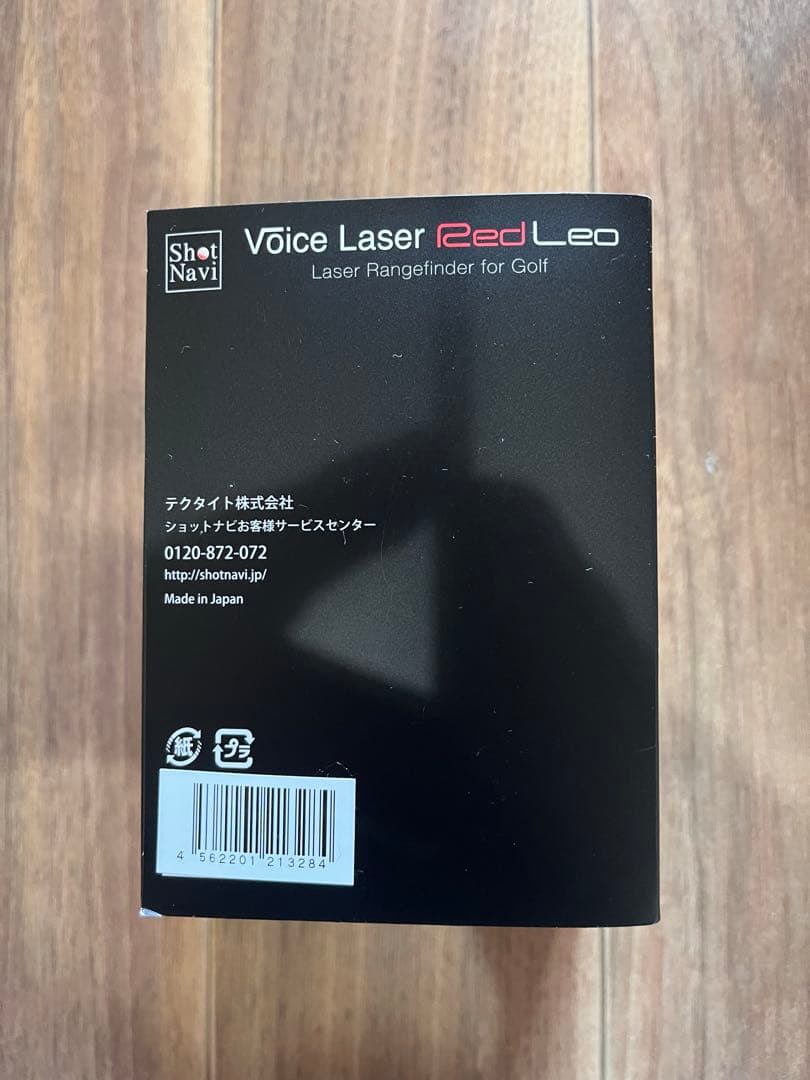 Shot
Navi
Voice Laser Red Leo
Laser Rangefinder for Golf
テクタイト株式会社
ショットナビお客様サービスセンター
0120-872-072
http://shotnavi.jp/
Made in Japan
紙 プラ
4 562201 213284